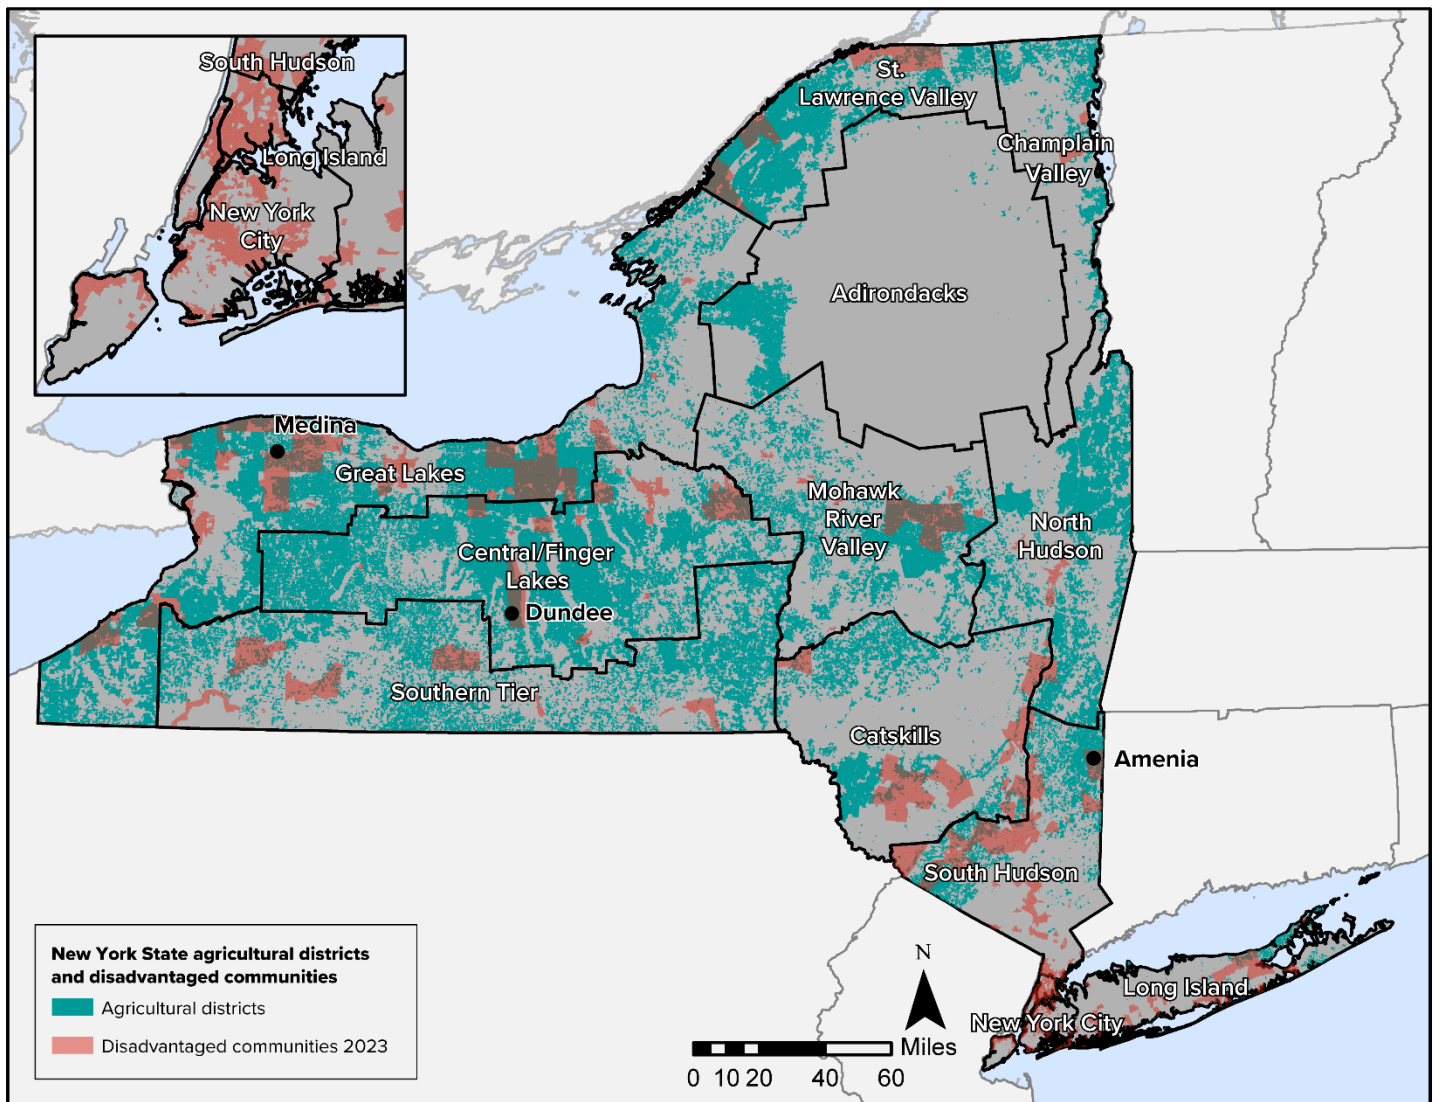 South Hudson
Long Island
New York
City
St.
Lawrence Valley
Champlain
Valley
Adirondacks
Medina
Great Lakes
Mohawk
River
Valley
North
Hudson
Central/Finger
Lakes
Dundee
Southern Tier
Catskills
Amenia
South Hudson
Long Island
New York City
New York State agricultural districts
and disadvantaged communities
Agricultural districts
Disadvantaged communities 2023
N
Miles
0 10 20 40 60